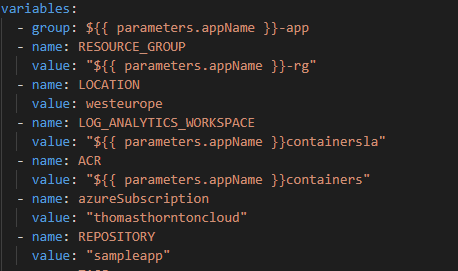 variables:
  - group: ${{ parameters.appName }}-app
  - name: RESOURCE_GROUP
    value: "${{ parameters.appName }}-rg"
  - name: LOCATION
    value: westeurope
  - name: LOG_ANALYTICS_WORKSPACE
    value: "${{ parameters.appName }}containersla"
  - name: ACR
    value: "${{ parameters.appName }}containers"
  - name: azureSubscription
    value: "thomasthorntoncloud"
  - name: REPOSITORY
    value: "sampleapp"